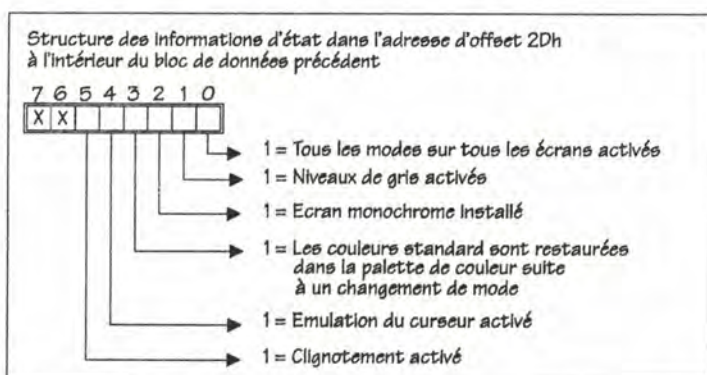 Structure des informations d'état dans l'adresse d'offset 2Dh
à l'intérieur du bloc de données précédent
7 6 5 4 3 2 1 0
X X
1 = Tous les modes sur tous les écrans activés
1 = Niveaux de gris activés
1 = Ecran monochrome installé
1 = Les couleurs standard sont restaurées
dans la palette de couleur suite
à un changement de mode
1 = Emulation du curseur activé
1 = Clignotement activé